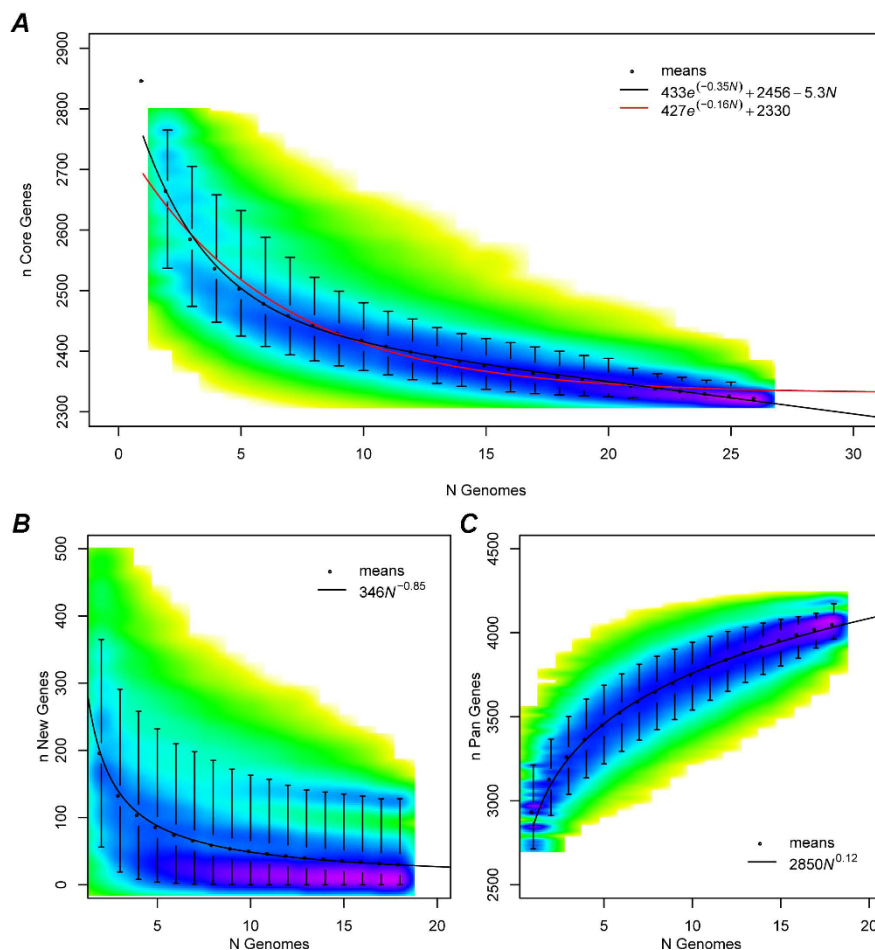 A
n Core Genes
2900
2800
2700
2600
2500
2400
2300
means
433e^(−0.35N) + 2456 − 5.3N
427e^(−0.16N) + 2330
0 5 10 15 20 25 30
N Genomes
B
n New Genes
500
400
300
200
100
0
means
346N^−0.85
5 10 15 20
N Genomes
C
n Pan Genes
4500
4000
3500
3000
2500
means
2850N^0.12
5 10 15 20
N Genomes